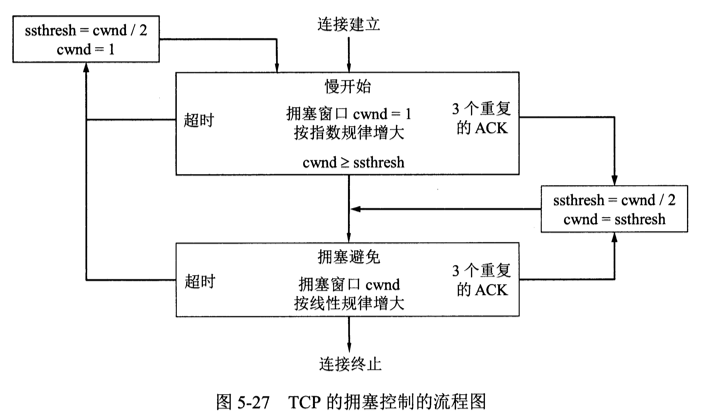 ssthresh = cwnd / 2
cwnd = 1
连接建立
慢开始
超时
拥塞窗口 cwnd = 1
按指数规律增大
3 个重复
的 ACK
cwnd ≥ ssthresh
ssthresh = cwnd / 2
cwnd = ssthresh
拥塞避免
超时
拥塞窗口 cwnd
按线性规律增大
3 个重复
的 ACK
连接终止
图 5-27 TCP 的拥塞控制的流程图